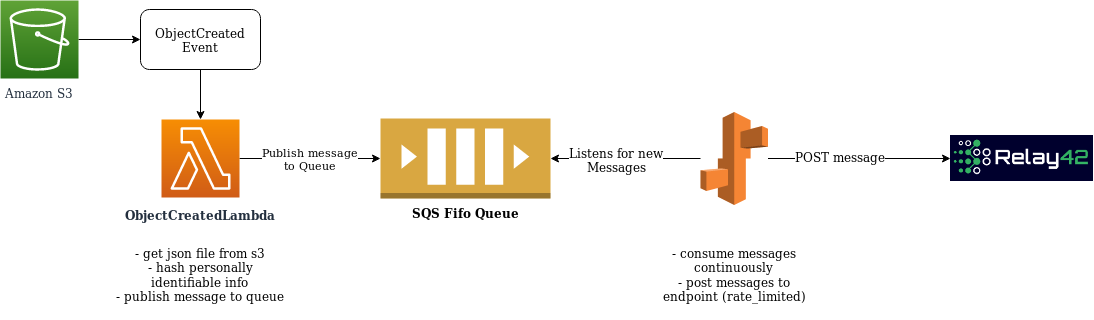 ObjectCreated
Event
Amazon S3
Publish message
to Queue
Listens for new
Messages
POST message
Relay42
ObjectCreatedLambda
SQS Fifo Queue
- get json file from s3
- hash personally
identifiable info
- publish message to queue
- consume messages
continuously
- post messages to
endpoint (rate_limited)